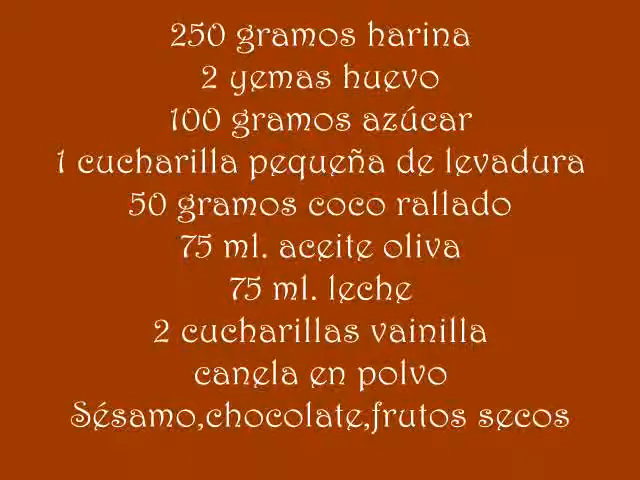 250 gramos harina
2 yemas huevo
100 gramos azúcar
1 cucharilla pequeña de levadura
50 gramos coco rallado
75 ml. aceite oliva
75 ml. leche
2 cucharillas vainilla
canela en polvo
Sésamo,chocolate,frutos secos